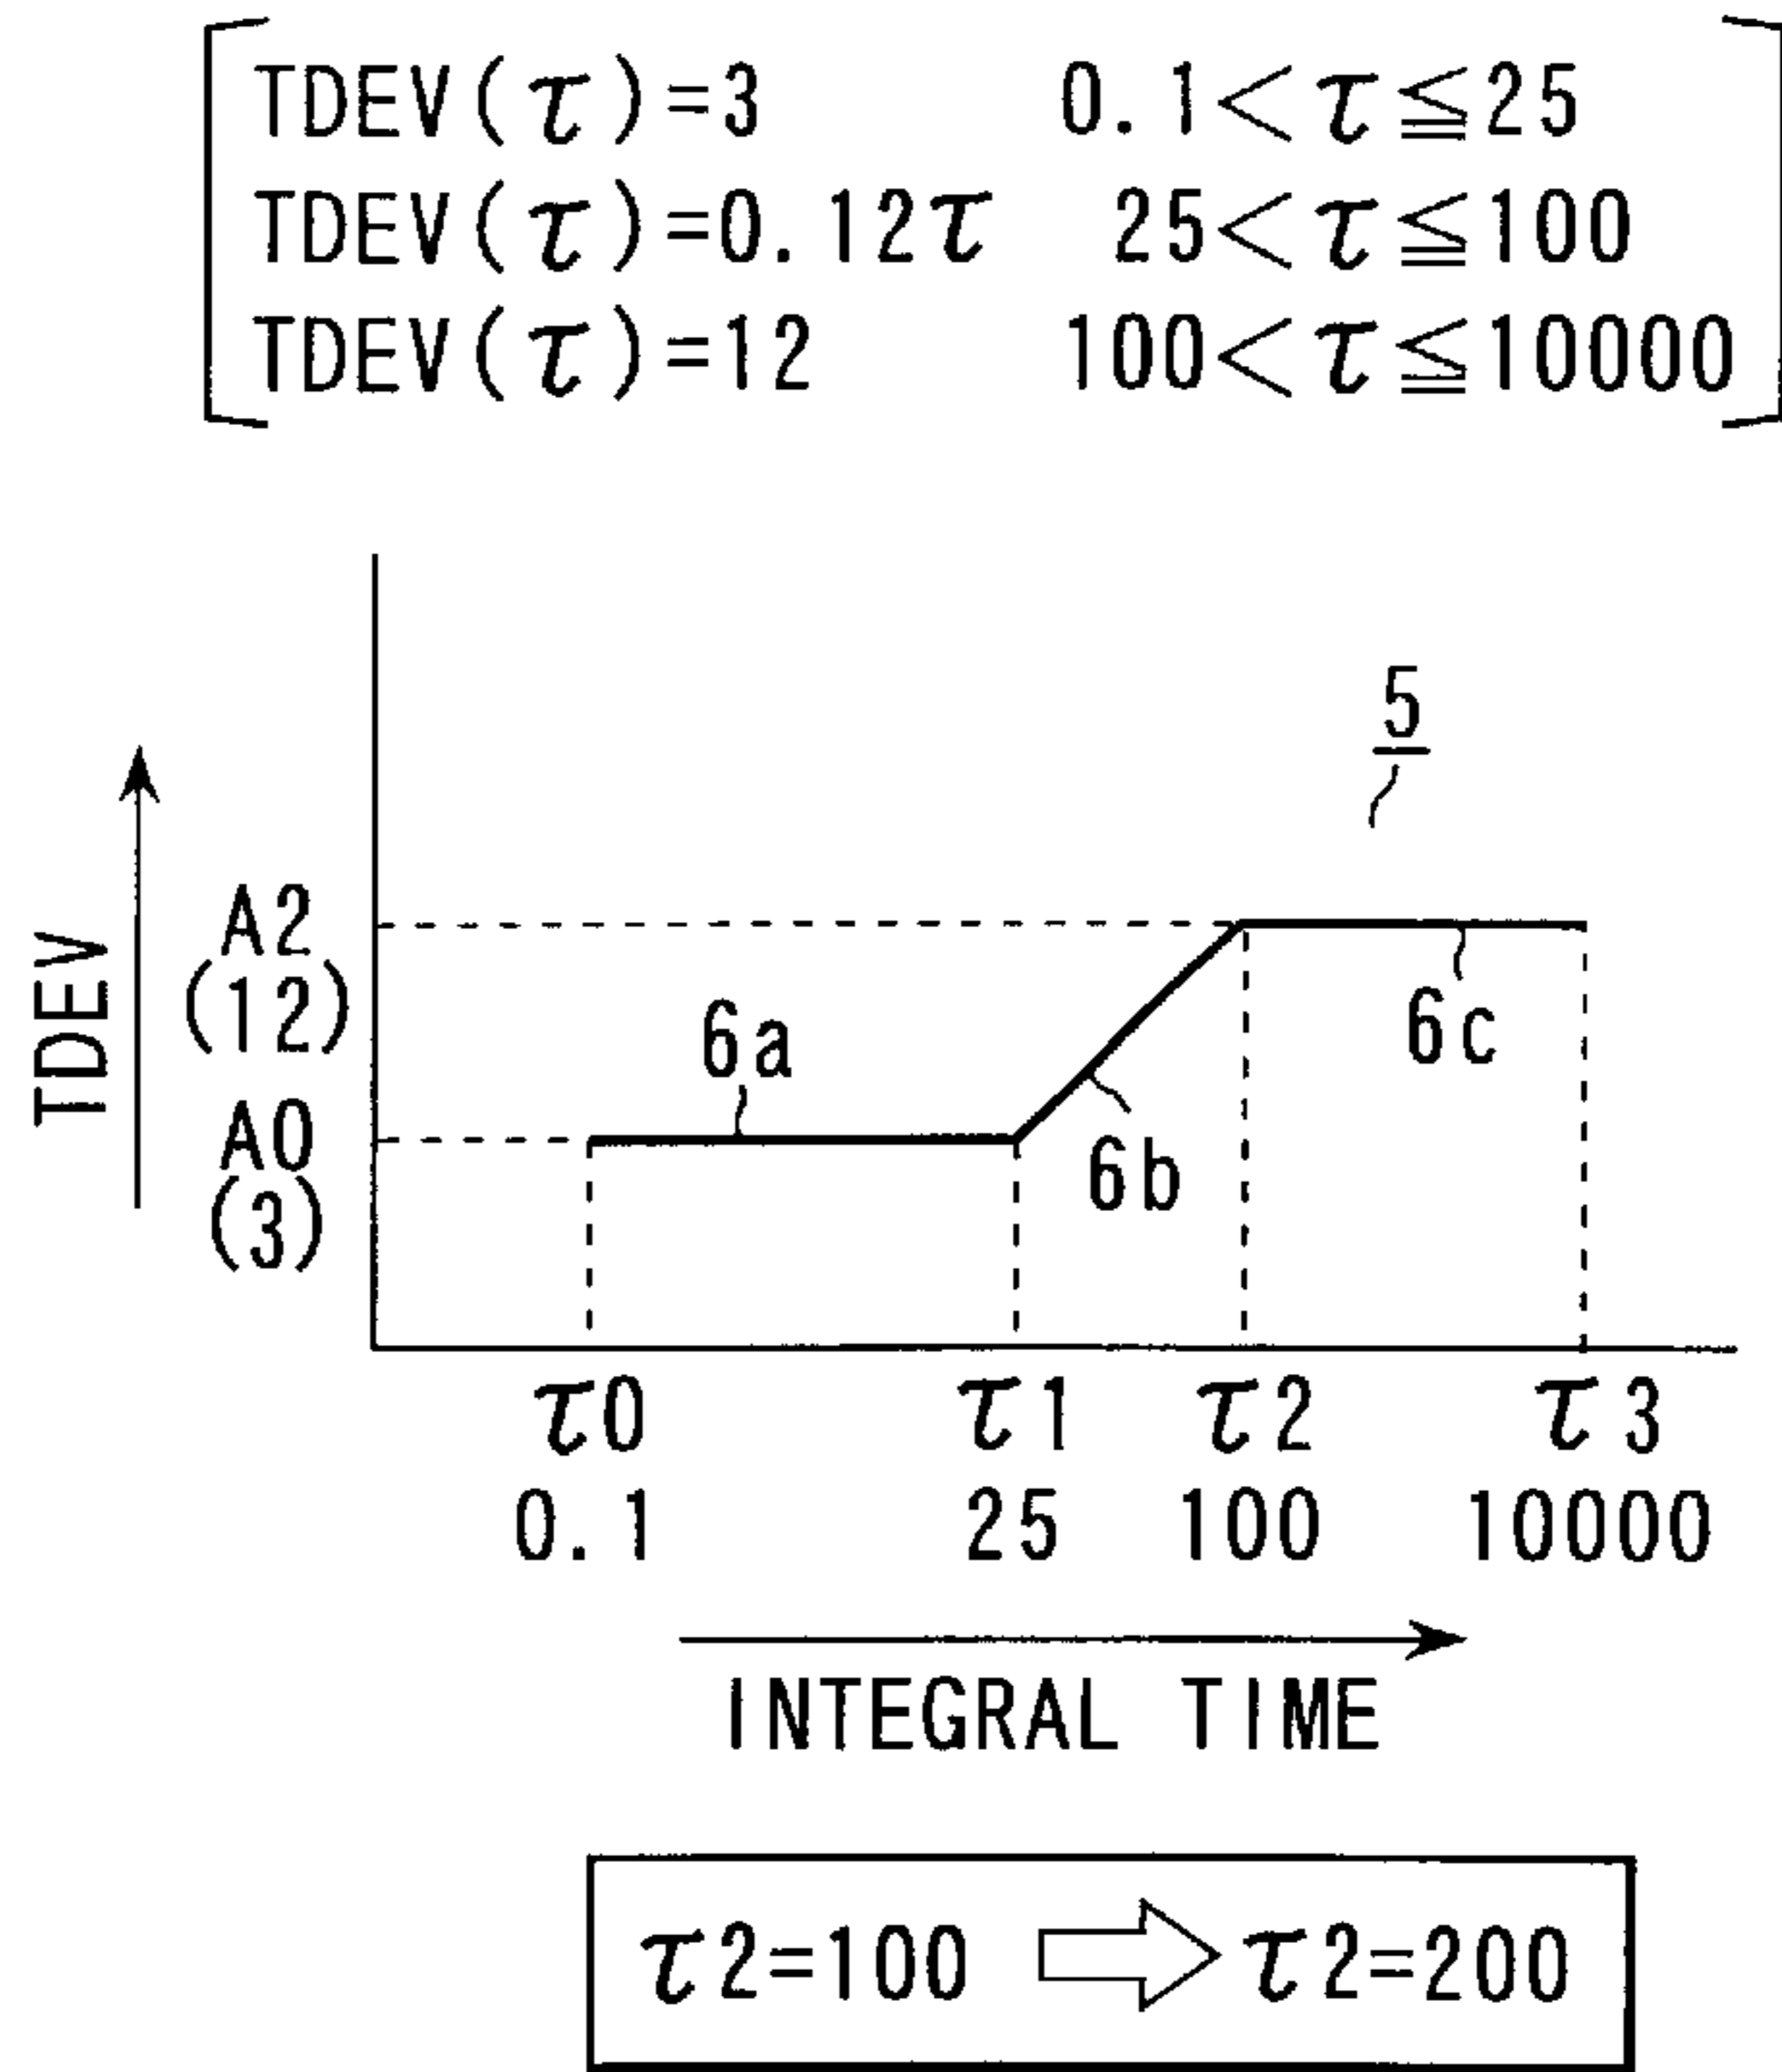 TDEV(τ)=3 0.1<τ≦25
TDEV(τ)=0.12τ 25<τ≦100
TDEV(τ)=12 100<τ≦10000
5
TDEV
A2
(12)
6a
6c
A0
(3)
6b
τ0 τ1 τ2 τ3
0.1 25 100 10000
INTEGRAL TIME
τ2=100 ⇨ τ2=200